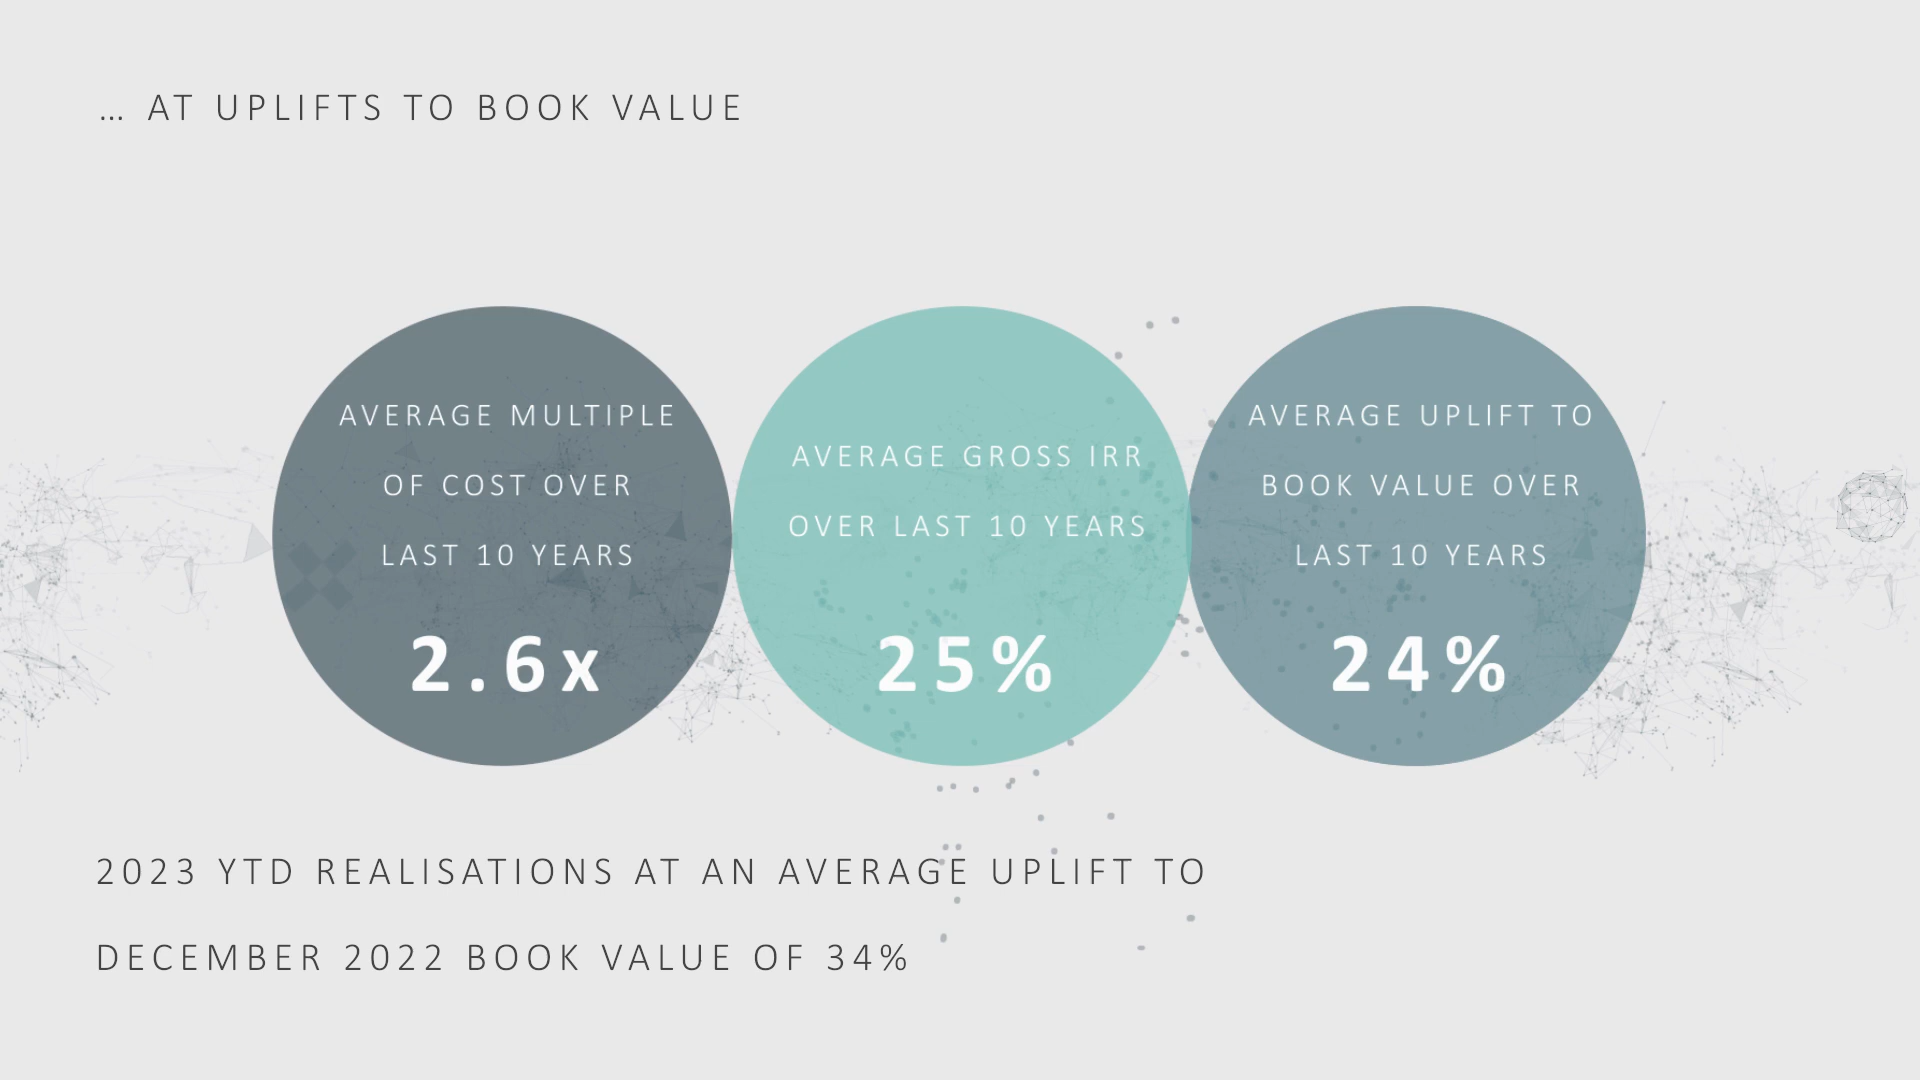 … AT UPLIFTS TO BOOK VALUE
AVERAGE MULTIPLE
OF COST OVER
LAST 10 YEARS
2.6x
AVERAGE GROSS IRR
OVER LAST 10 YEARS
25%
AVERAGE UPLIFT TO
BOOK VALUE OVER
LAST 10 YEARS
24%
2023 YTD REALISATIONS AT AN AVERAGE UPLIFT TO
DECEMBER 2022 BOOK VALUE OF 34%